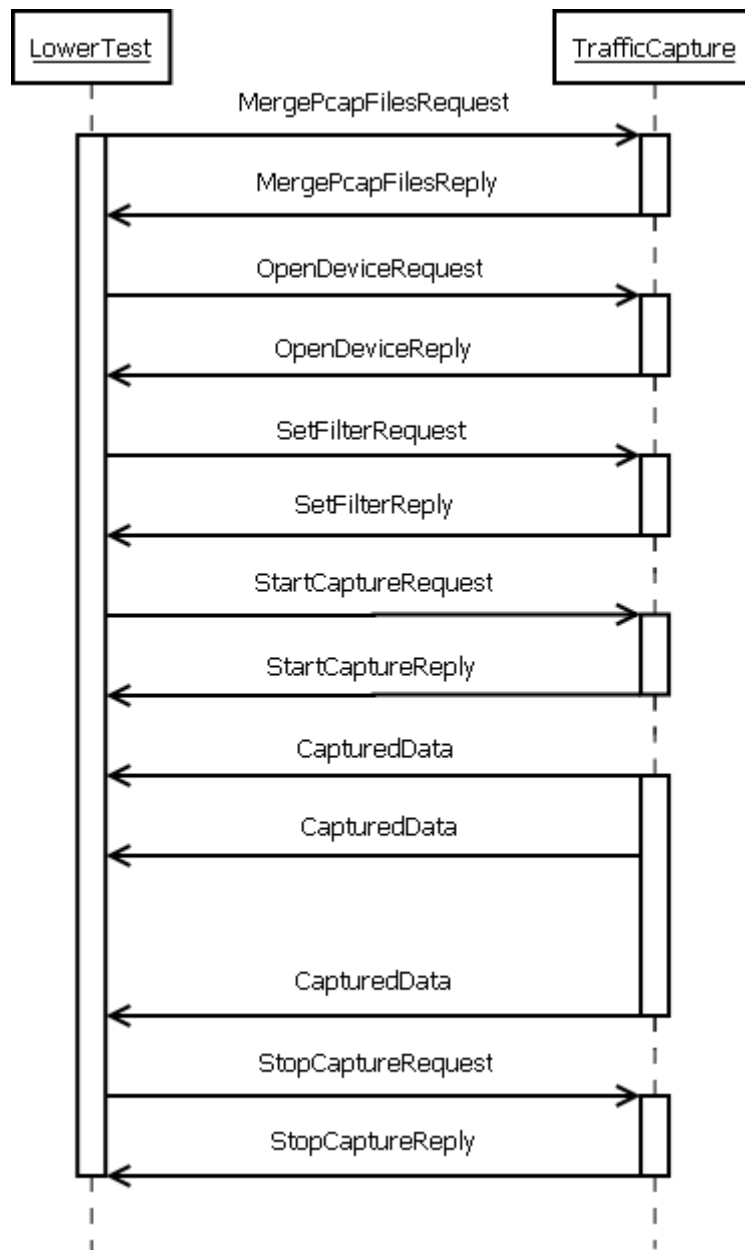 LowerTest
TrafficCapture
MergePcapFilesRequest
MergePcapFilesReply
OpenDeviceRequest
OpenDeviceReply
SetFilterRequest
SetFilterReply
StartCaptureRequest
StartCaptureReply
CapturedData
CapturedData
CapturedData
StopCaptureRequest
StopCaptureReply